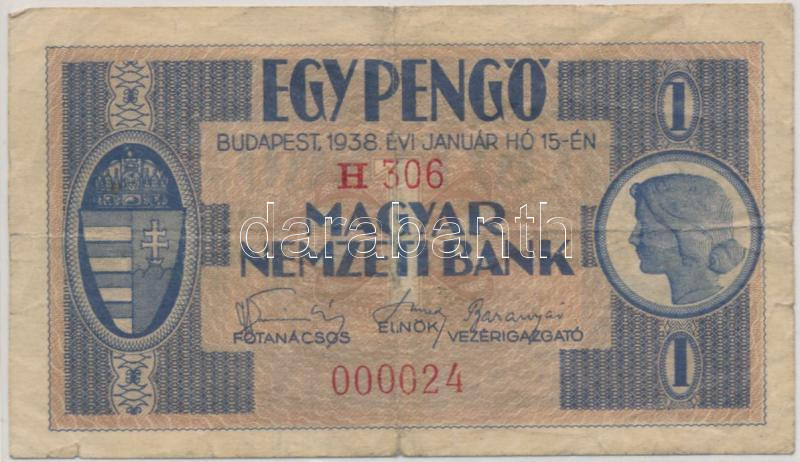 EGY PENGŐ
1
BUDAPEST, 1938. ÉVI JANUÁR HÓ 15-ÉN
H 306
MAGYAR
NEMZETI BANK
darabanth
Baranyai
FŐTANÁCSOS ELNÖK VEZÉRIGAZGATÓ
000024
1